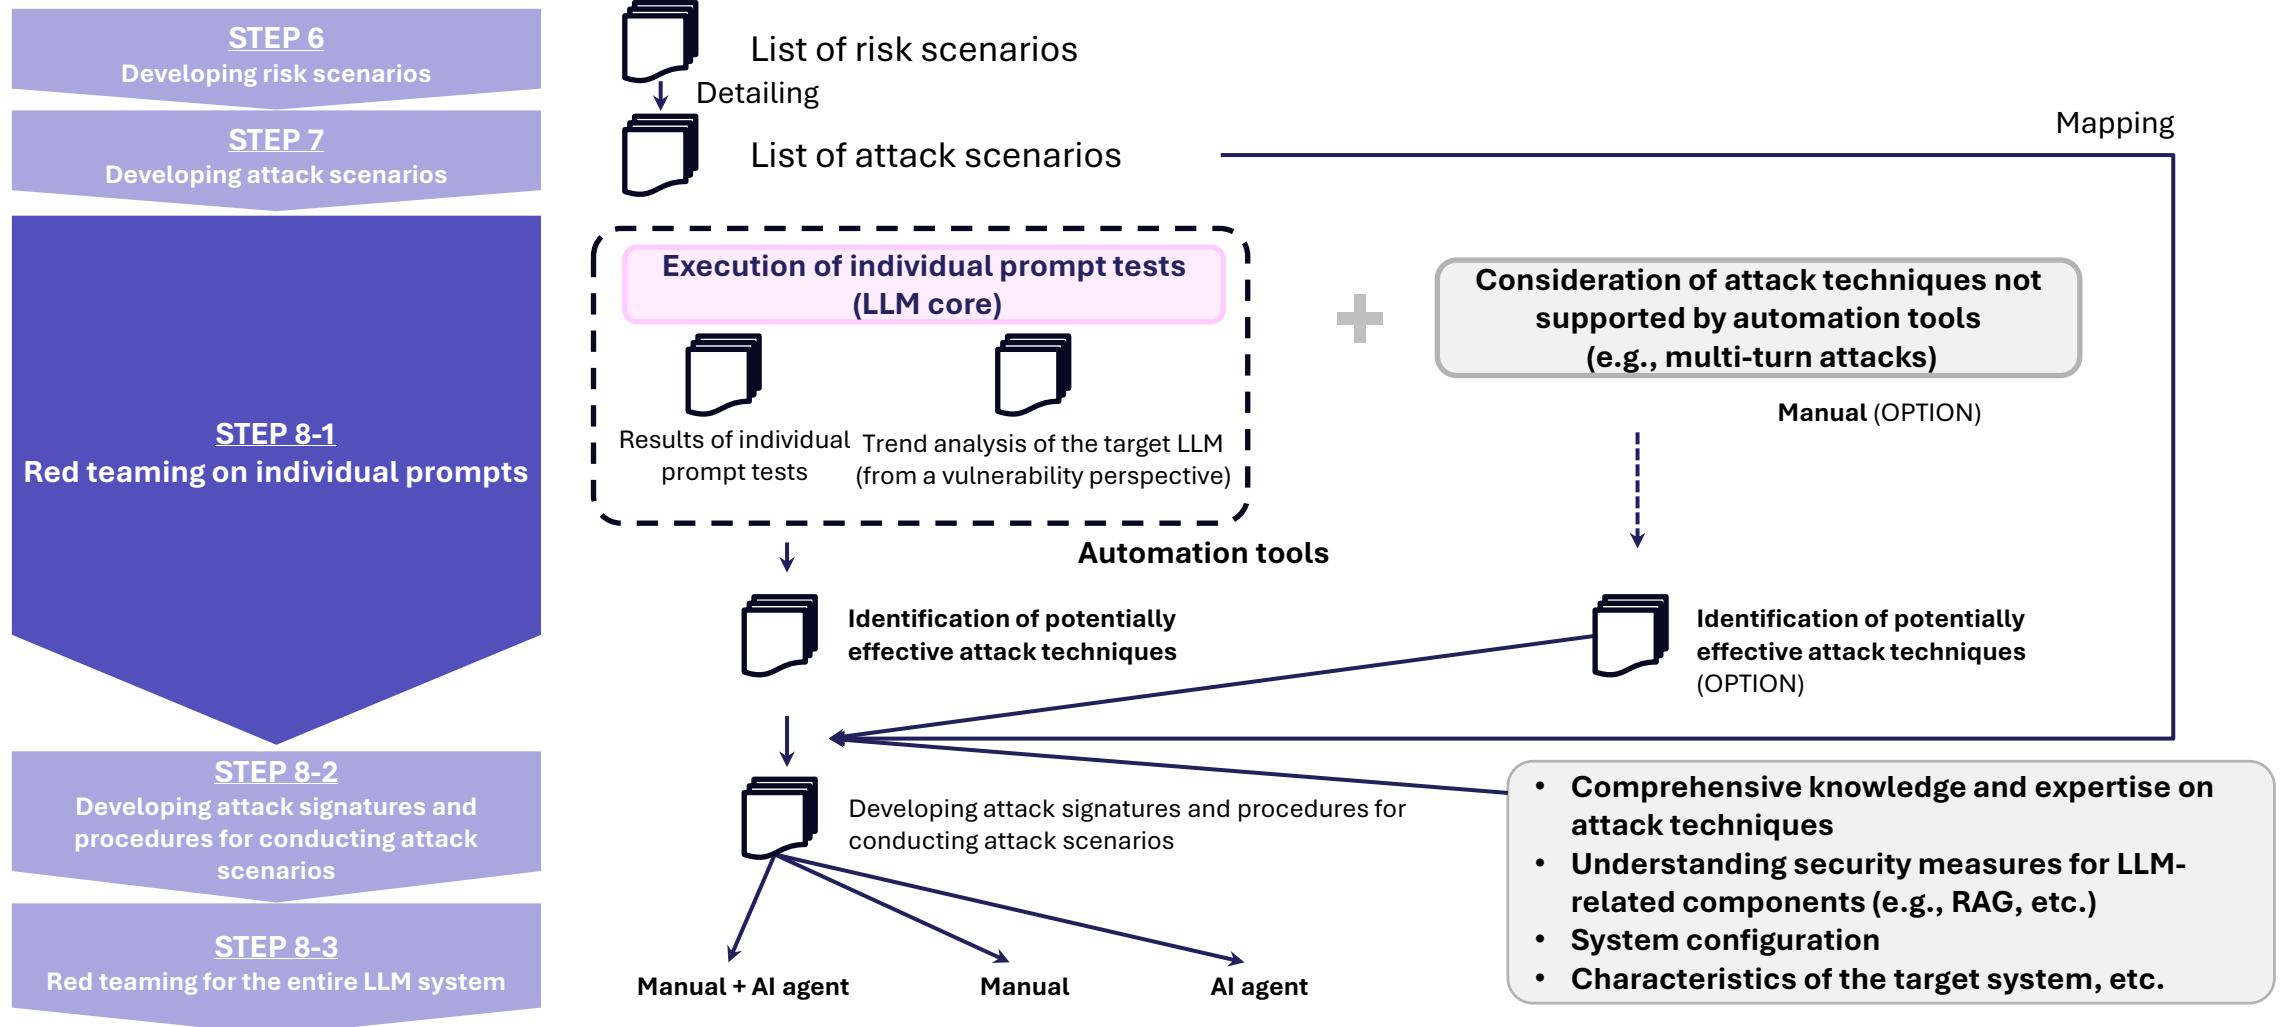 STEP 6
Developing risk scenarios
List of risk scenarios
Detailing
STEP 7
Developing attack scenarios
List of attack scenarios
Mapping
STEP 8-1
Red teaming on individual prompts
Execution of individual prompt tests
(LLM core)
Results of individual
prompt tests
Trend analysis of the target LLM
(from a vulnerability perspective)
Automation tools
Consideration of attack techniques not
supported by automation tools
(e.g., multi-turn attacks)
Manual (OPTION)
Identification of potentially
effective attack techniques
Identification of potentially
effective attack techniques
(OPTION)
STEP 8-2
Developing attack signatures and
procedures for conducting attack
scenarios
Developing attack signatures and procedures for
conducting attack scenarios
• Comprehensive knowledge and expertise on
attack techniques
• Understanding security measures for LLM-
related components (e.g., RAG, etc.)
• System configuration
• Characteristics of the target system, etc.
STEP 8-3
Red teaming for the entire LLM system
Manual + AI agent
Manual
AI agent